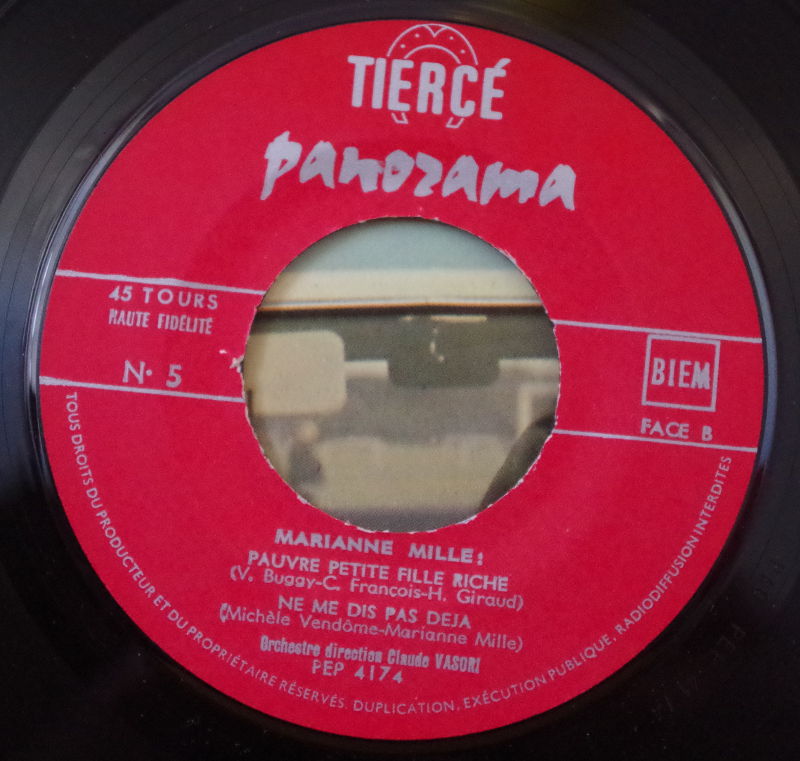 TIERCÉ
panorama
45 TOURS
HAUTE FIDÉLITÉ
N• 5
BIEM
FACE B
MARIANNE MILLE:
PAUVRE PETITE FILLE RICHE
(V. Buggy-C. Francois-H. Giraud)
NE ME DIS PAS DEJA
(Michèle Vendôme-Marianne Mille)
Orchestre direction Claude VASORI
PEP 4174
TOUS DROITS DU PRODUCTEUR ET DU PROPRIÉTAIRE RÉSERVÉS. DUPLICATION. EXÉCUTION PUBLIQUE. RADIODIFFUSION INTERDITES